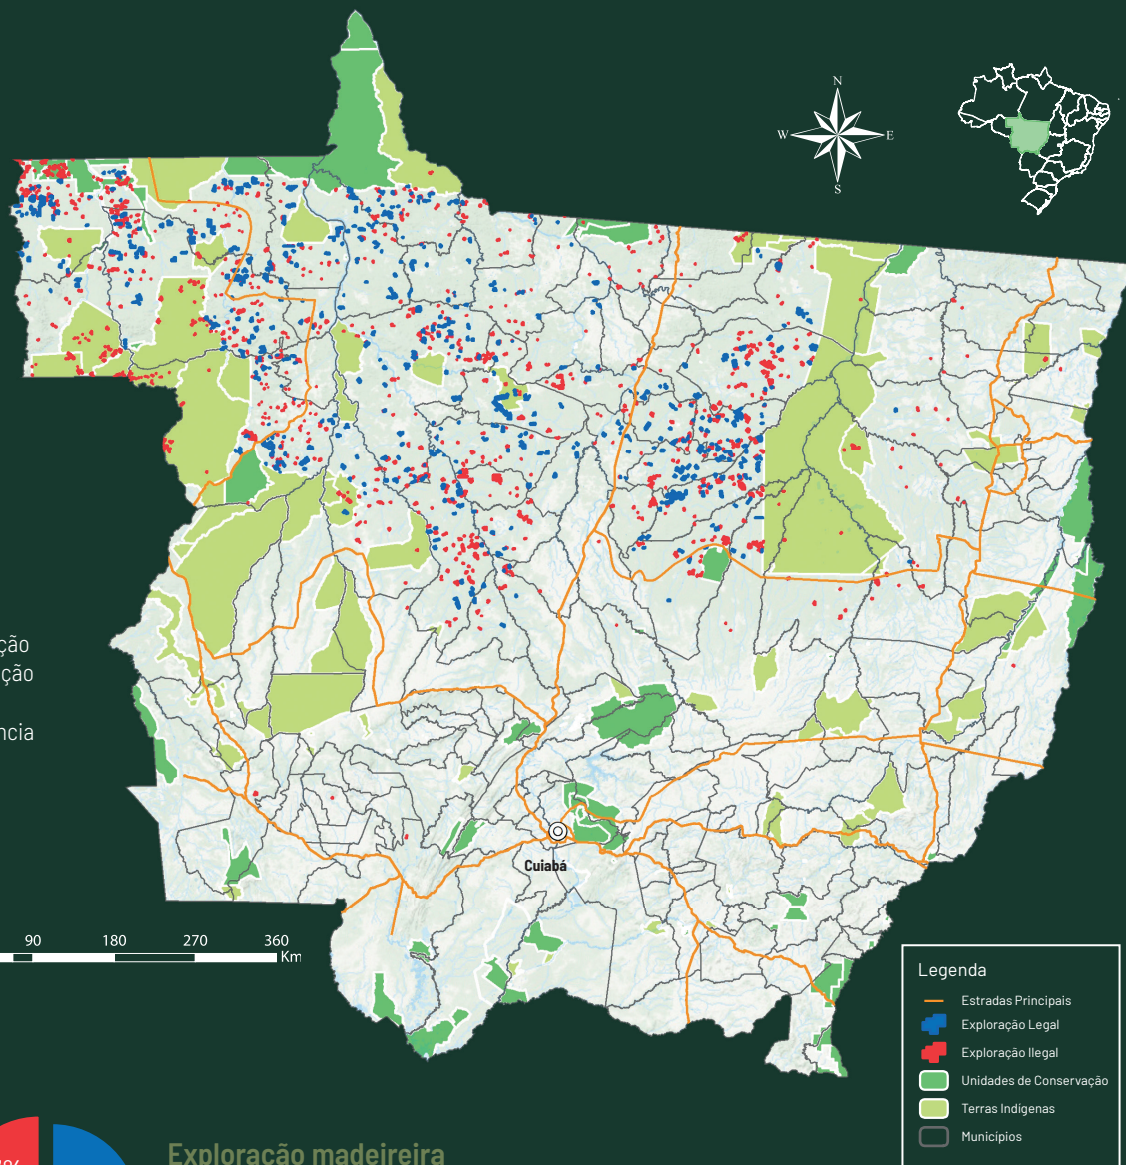 N
W
E
S
ção
ção
ncia
Cuiabá
90 180 270 360
Km
Legenda
Estradas Principais
Exploração Legal
Exploração Ilegal
Unidades de Conservação
Terras Indígenas
Municípios
Exploração madeireira